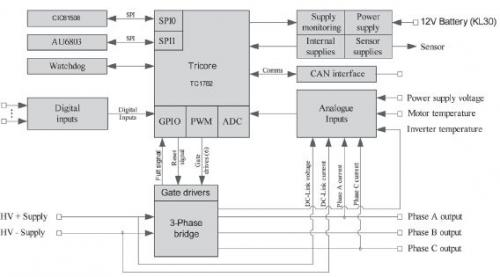 CIC61508
SPI
SPI0
AU6803
SPI
SPI1
Watchdog
Tricore
TC1782
Supply monitoring
Power supply
12V Battery (KL30)
Internal supplies
Sensor supplies
Sensor
Comms
CAN interface
Digital inputs
Digital Inputs
GPIO
PWM
ADC
Analogue Inputs
Power supply voltage
Motor temperature
Inverter temperature
Reset signal
Gate drives(6)
DC-Link voltage
DC-Link current
Phase A current
Phase C current
Gate drivers
3-Phase bridge
HV + Supply
HV - Supply
Phase A output
Phase B output
Phase C output